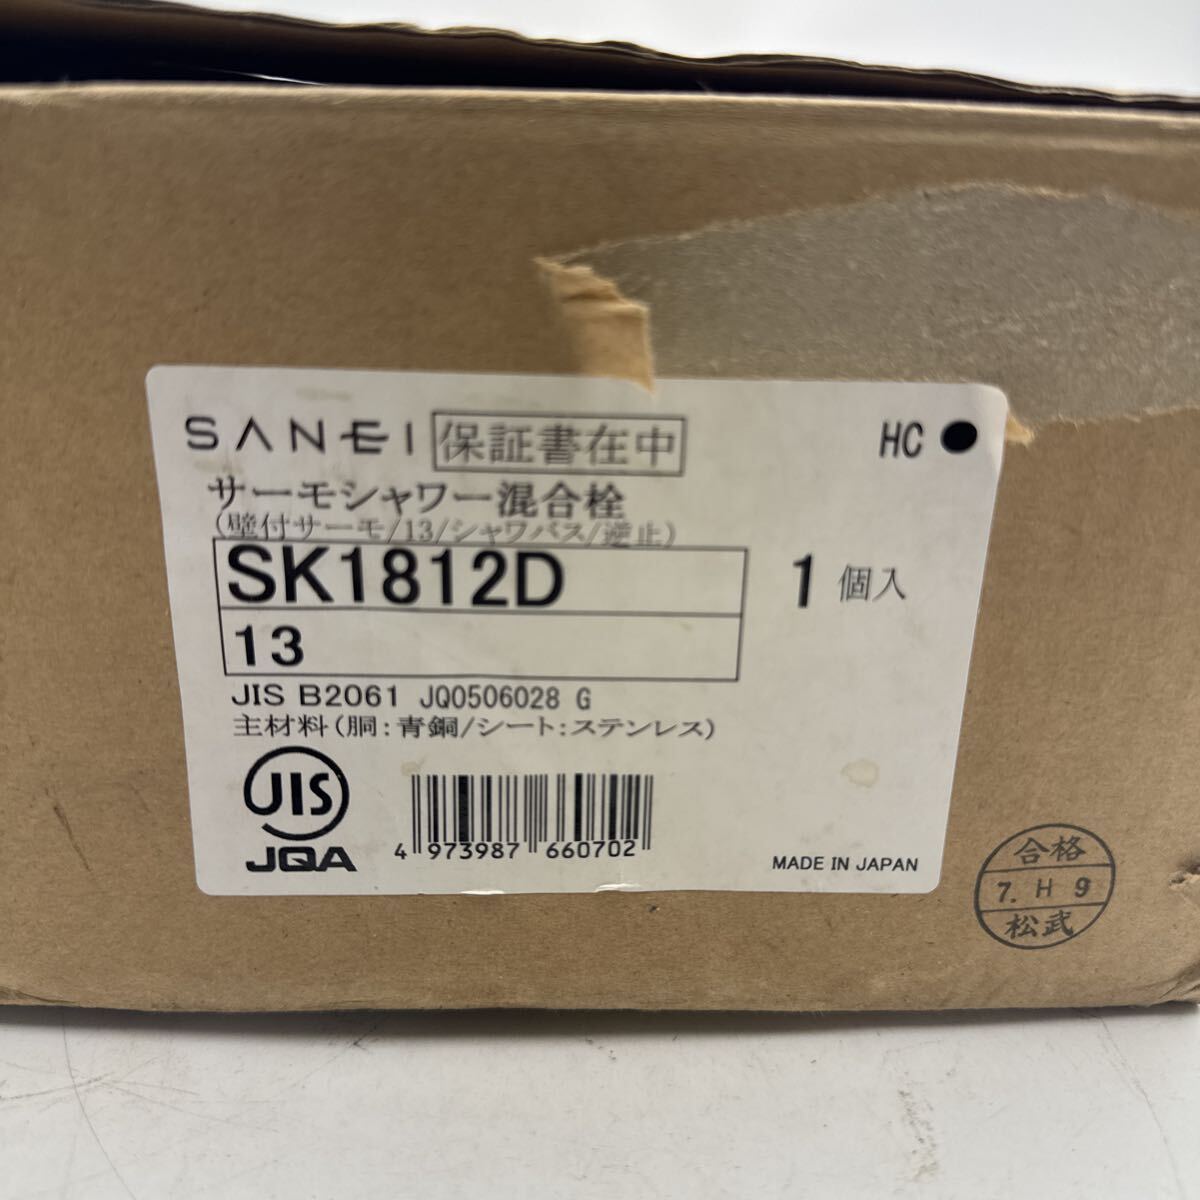 SANEI 保証書在中 HC ●
サーモシャワー混合栓
(壁付サーモ/13/シャワバス/逆止)
SK1812D 1 個入
13
JIS B2061 JQ0506028 G
主材料(胴:青銅/シート:ステンレス)
JIS
JQA
4 973987 660702
MADE IN JAPAN
合格
7. H 9
松武